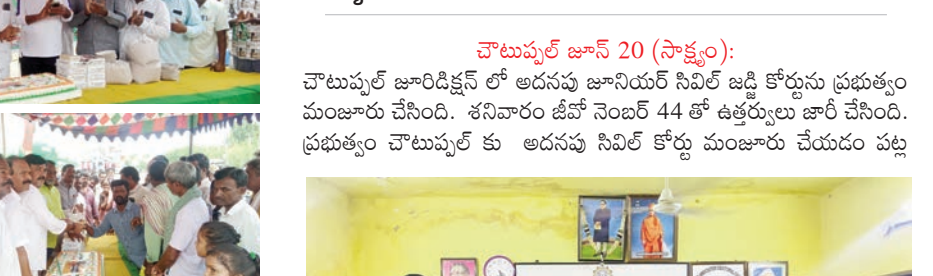 చౌటుప్పల్ జూన్ 20 (సాక్ష్యం):
చౌటుప్పల్ జూరిడిక్షన్ లో అదనపు జూనియర్ సివిల్ జడ్జి కోర్టును ప్రభుత్వం
మంజూరు చేసింది. శనివారం జీవో నెంబర్ 44 తో ఉత్తర్వులు జారీ చేసింది.
ప్రభుత్వం చౌటుప్పల్ కు అదనపు సివిల్ కోర్టు మంజూరు చేయడం పట్ల